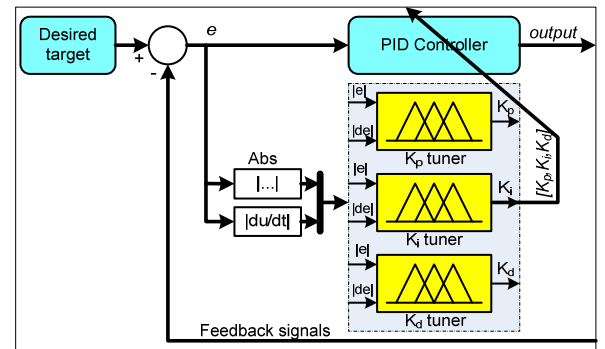 Desired
target
+
-
e
PID Controller
output
|e|
|de|
Kp
Kp tuner
Abs
|...|
|du/dt|
|e|
|de|
Ki
Ki tuner
[Kp,Ki,Kd]
|e|
|de|
Kd
Kd tuner
Feedback signals